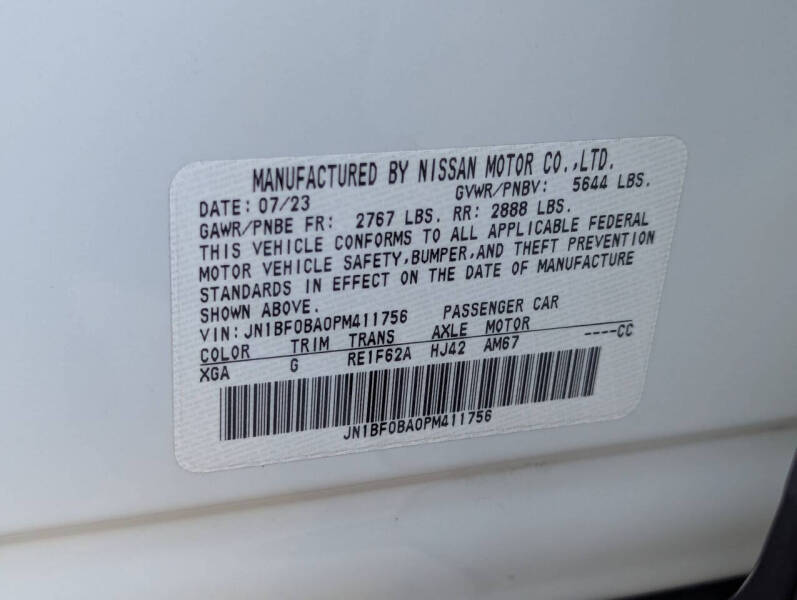 MANUFACTURED BY NISSAN MOTOR CO.,LTD.
DATE: 07/23 GVWR/PNBV: 5644 LBS.
GAWR/PNBE FR: 2767 LBS. RR: 2888 LBS.
THIS VEHICLE CONFORMS TO ALL APPLICABLE FEDERAL
MOTOR VEHICLE SAFETY,BUMPER,AND THEFT PREVENTION
STANDARDS IN EFFECT ON THE DATE OF MANUFACTURE
SHOWN ABOVE.
VIN: JN1BF0BA0PM411756 PASSENGER CAR
COLOR TRIM TRANS AXLE MOTOR ----CC
XGA G RE1F62A HJ42 AM67
JN1BF0BA0PM411756